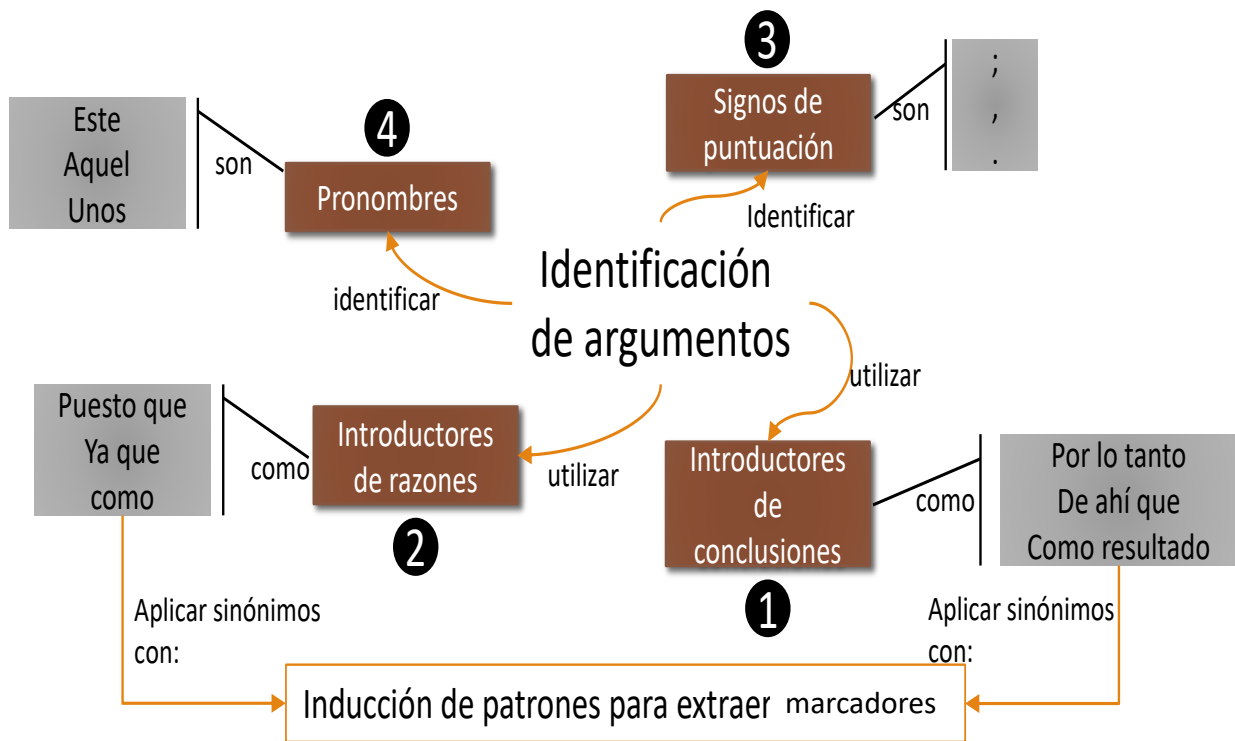 3
Signos de
puntuación
son
;
,
.
Identificar
4
Pronombres
son
Este
Aquel
Unos
identificar
Identificación
de argumentos
utilizar
Introductores
de razones
2
como
Puesto que
Ya que
como
utilizar
Introductores
de
conclusiones
1
como
Por lo tanto
De ahí que
Como resultado
Aplicar sinónimos
con:
Aplicar sinónimos
con:
Inducción de patrones para extraer marcadores